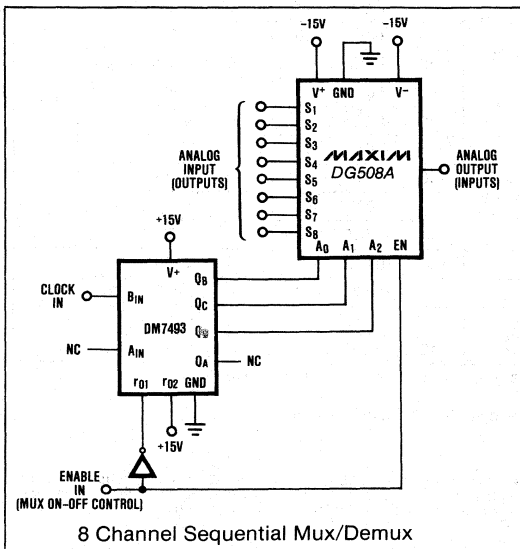 -15V
-15V
V+ GND V-
S1
S2
S3
S4
S5
S6
S7
S8
ANALOG
INPUT
(OUTPUTS)
MAXIM
DG508A
ANALOG
OUTPUT
(INPUTS)
A0 A1 A2 EN
+15V
V+
QB
CLOCK
IN
BIN
QC
DM7493
NC
AIN
QA
NC
r01 r02 GND
+15V
ENABLE
IN
(MUX ON-OFF CONTROL)
8 Channel Sequential Mux/Demux